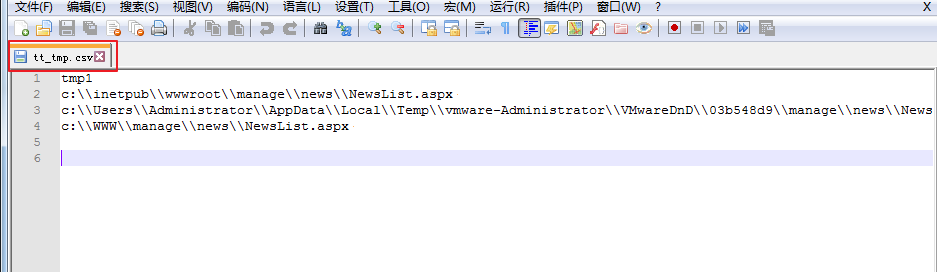 文件(F) 编辑(E) 搜索(S) 视图(V) 编码(N) 语言(L) 设置(T) 工具(O) 宏(M) 运行(R) 插件(P) 窗口(W) ? X
tt_tmp.csv
1 tmp1
2 c:\\inetpub\\wwwroot\\manage\\news\\NewsList.aspx
3 c:\\Users\\Administrator\\AppData\\Local\\Temp\\vmware-Administrator\\VMwareDnD\\03b548d9\\manage\\news\\News
4 c:\\WWW\\manage\\news\\NewsList.aspx
5
6